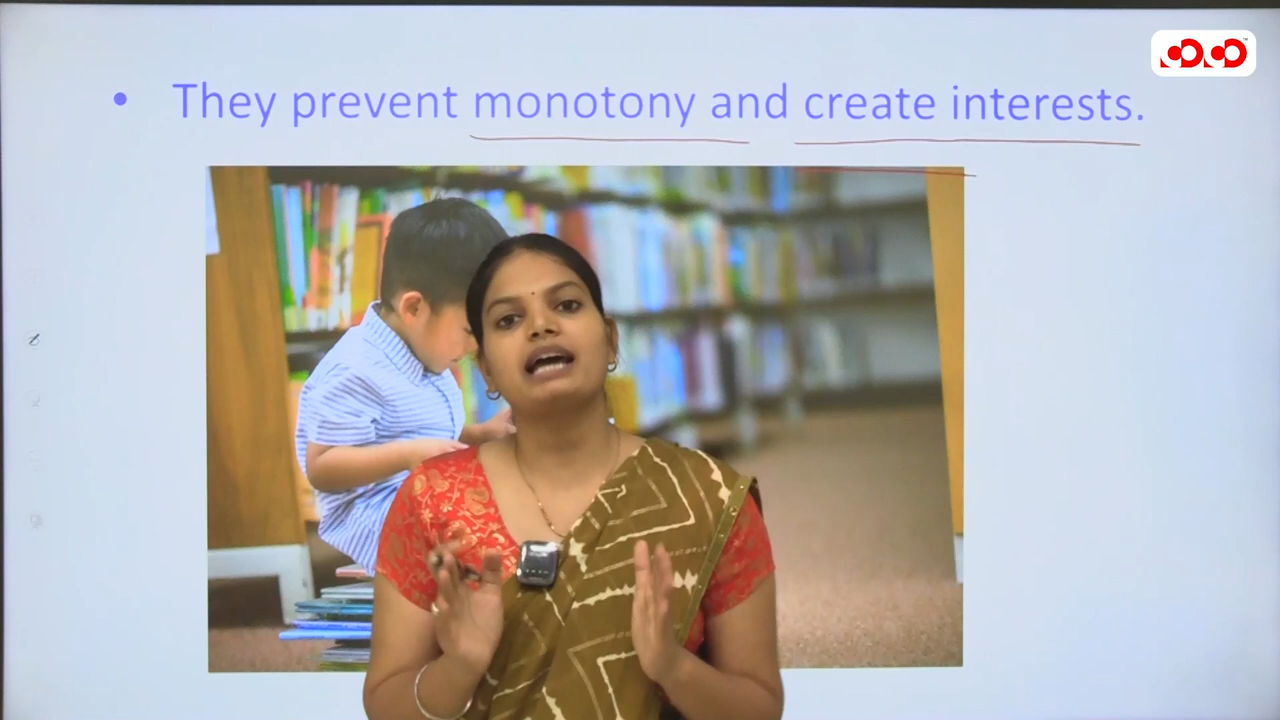 • They prevent monotony and create interests.